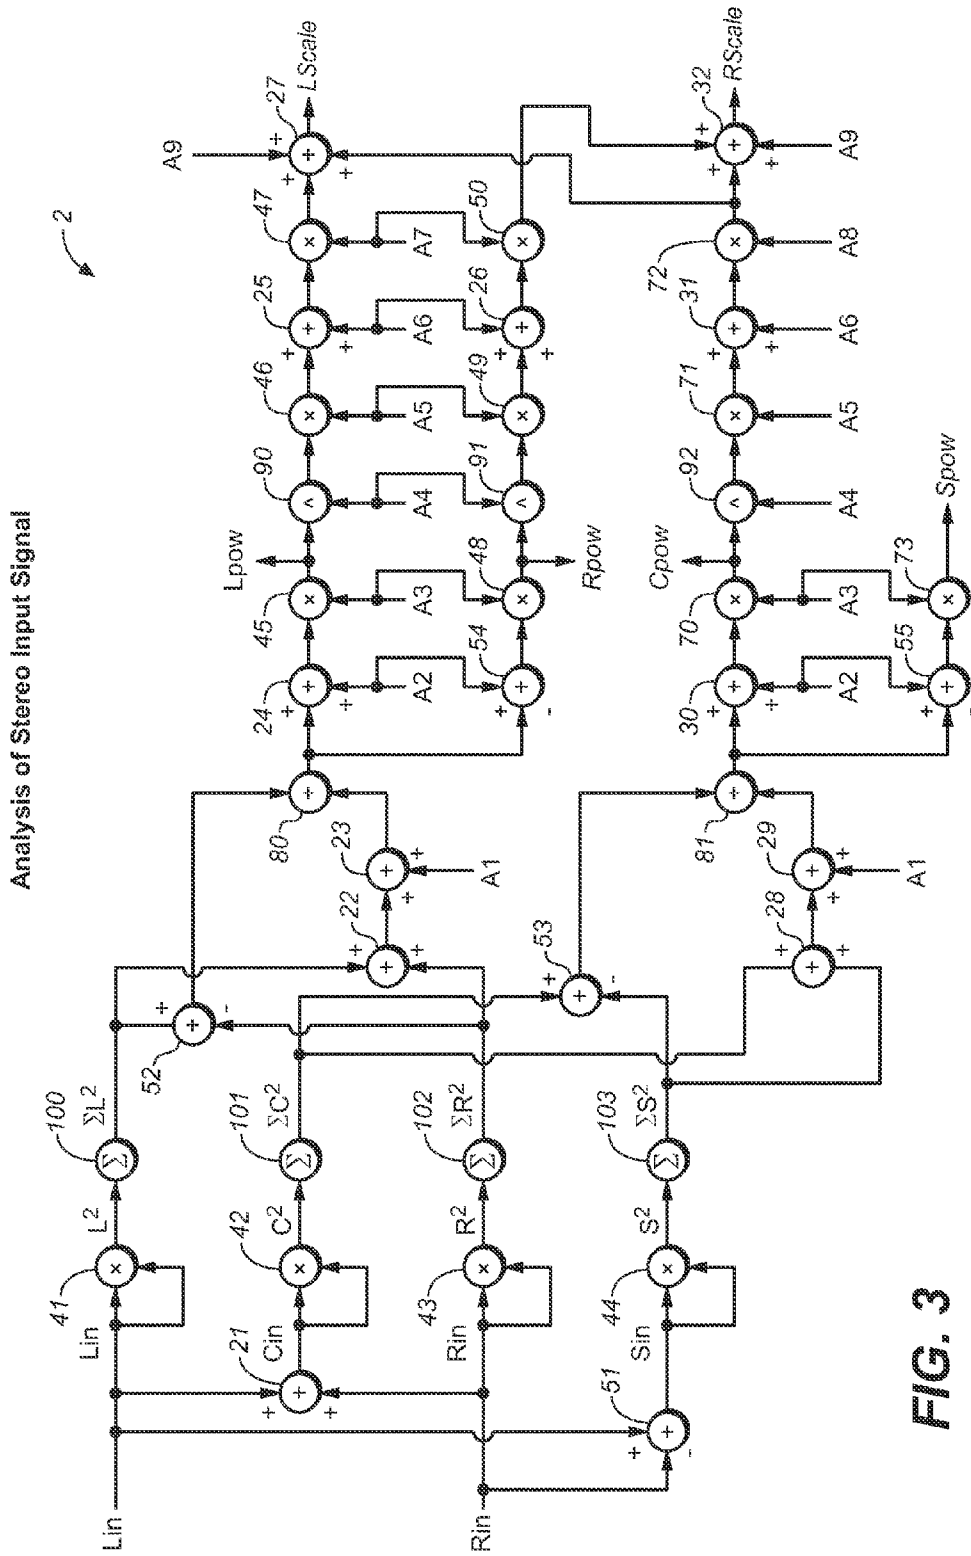 Analysis of Stereo Input Signal
2
Lin
Lin
41
L²
100
ΣL²
52
+
-
21
+
+
Cin
42
C²
101
ΣC²
Rin
Rin
43
R²
102
ΣR²
51
+
-
Sin
44
S²
103
ΣS²
22
+
+
23
+
+
A1
80
24
+
+
A2
45
A3
Lpow
90
A4
46
A5
25
+
+
A6
47
A7
A9
27
+
+
+
LScale
54
+
-
48
Rpow
91
49
26
+
+
50
53
+
-
28
+
+
29
+
+
A1
81
30
+
+
A2
70
A3
Cpow
92
A4
71
A5
31
+
+
A6
72
A8
32
+
+
+
A9
RScale
55
-
73
Spow
FIG. 3